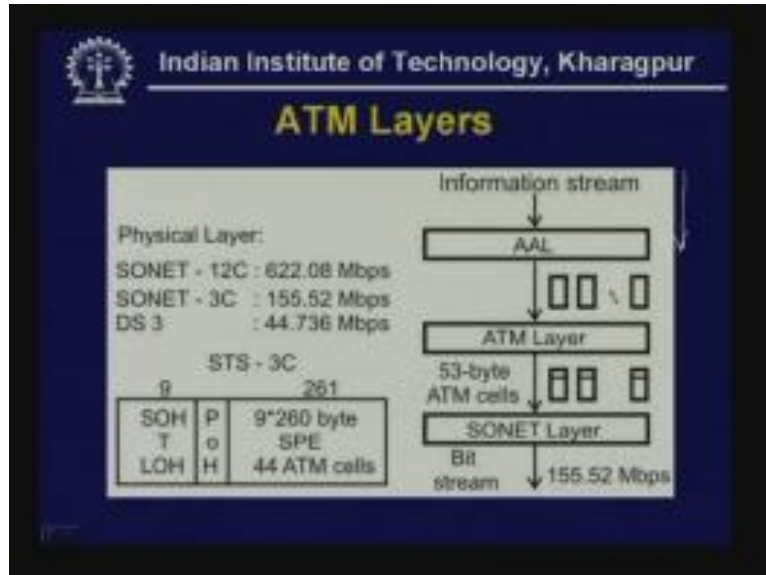 Indian Institute of Technology, Kharagpur
ATM Layers
Information stream
Physical Layer:
SONET - 12C : 622.08 Mbps
SONET - 3C : 155.52 Mbps
DS 3 : 44.736 Mbps
STS - 3C
9 261
SOH P 9*260 byte
T o SPE
LOH H 44 ATM cells
AAL
ATM Layer
53-byte
ATM cells
SONET Layer
Bit
stream
155.52 Mbps